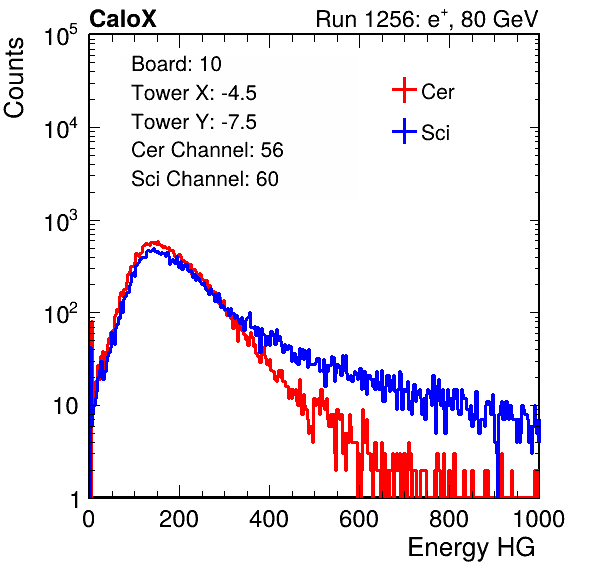 CaloX Run 1256: e⁺, 80 GeV
Counts
Board: 10
Tower X: -4.5
Tower Y: -7.5
Cer Channel: 56
Sci Channel: 60
Cer
Sci
10⁵
10⁴
10³
10²
10
1
0 200 400 600 800 1000
Energy HG